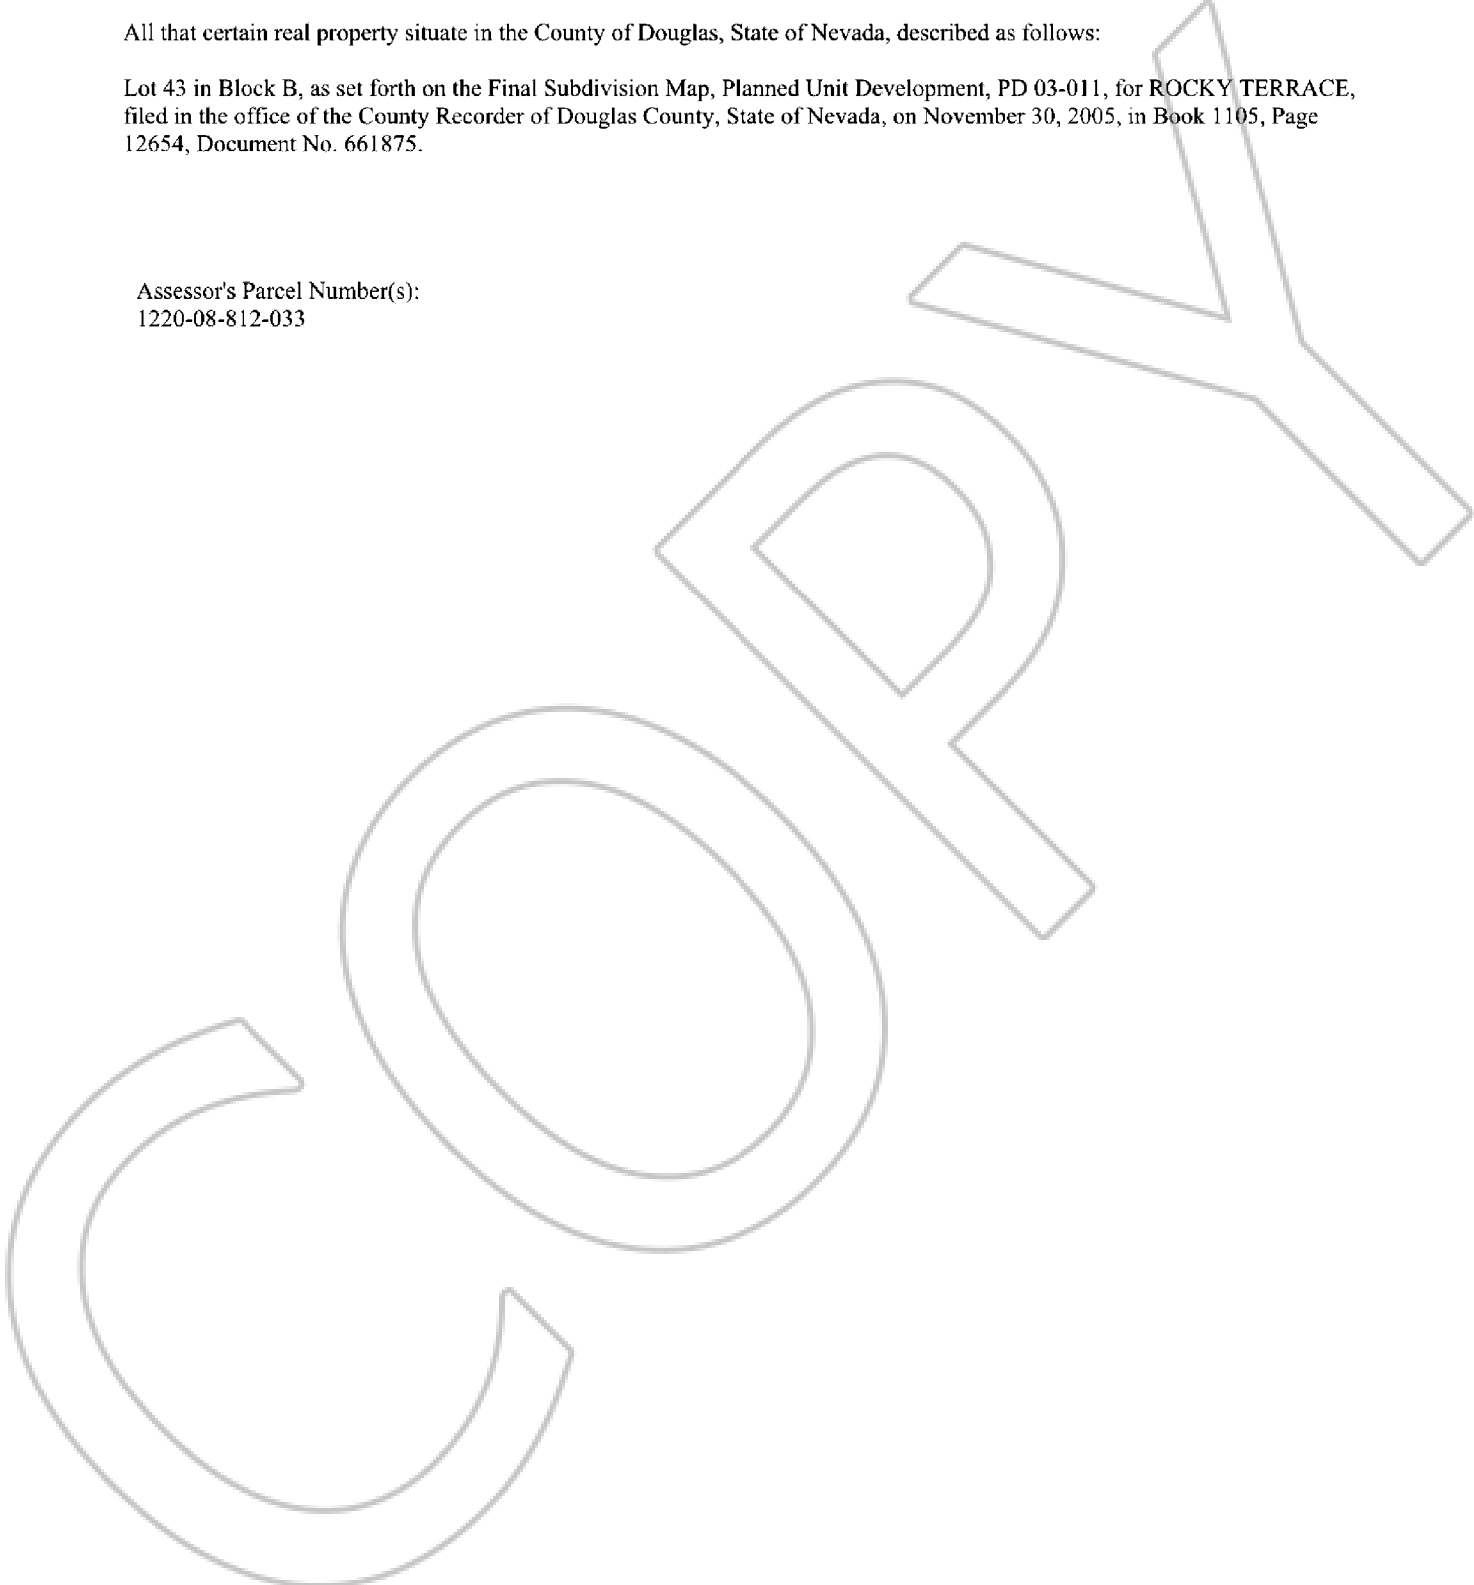 All that certain real property situate in the County of Douglas, State of Nevada, described as follows:
Lot 43 in Block B, as set forth on the Final Subdivision Map, Planned Unit Development, PD 03-011, for ROCKY TERRACE,
filed in the office of the County Recorder of Douglas County, State of Nevada, on November 30, 2005, in Book 1105, Page
12654, Document No. 661875.
Assessor's Parcel Number(s):
1220-08-812-033
COPY